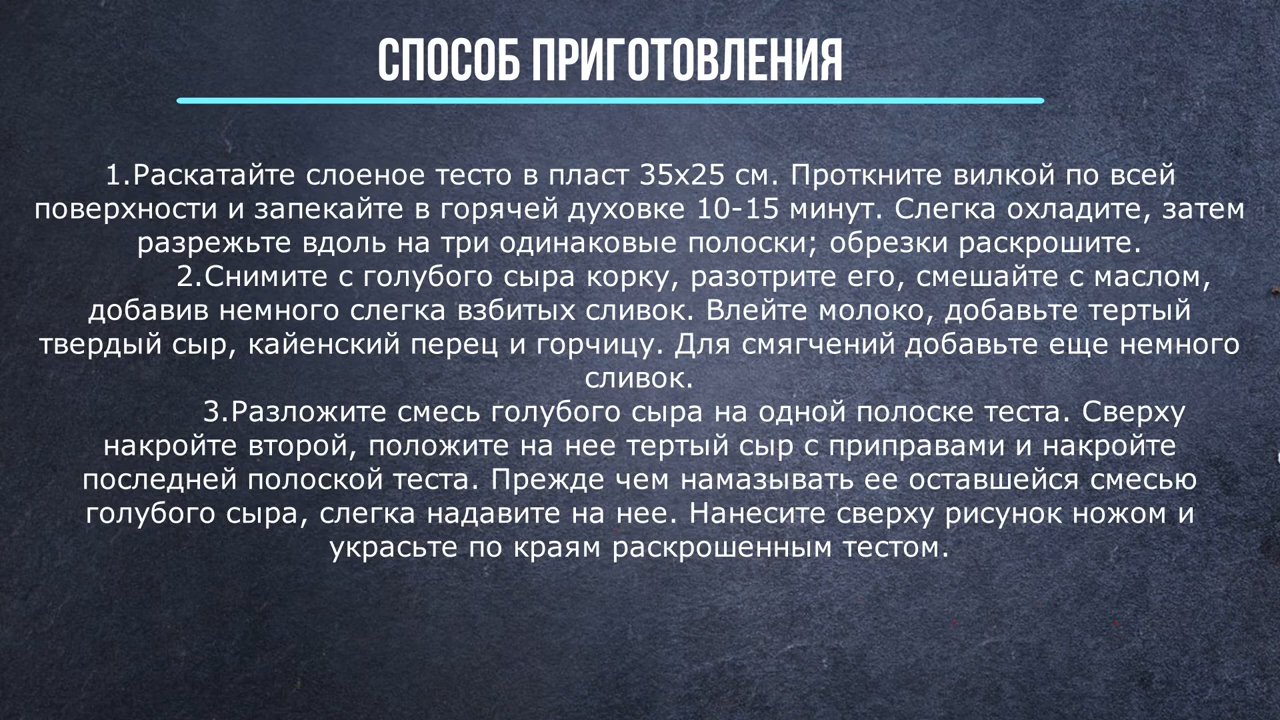 СПОСОБ ПРИГОТОВЛЕНИЯ
1.Раскатайте слоеное тесто в пласт 35х25 см. Проткните вилкой по всей
поверхности и запекайте в горячей духовке 10-15 минут. Слегка охладите, затем
разрежьте вдоль на три одинаковые полоски; обрезки раскрошите.
2.Снимите с голубого сыра корку, разотрите его, смешайте с маслом,
добавив немного слегка взбитых сливок. Влейте молоко, добавьте тертый
твердый сыр, кайенский перец и горчицу. Для смягчений добавьте еще немного
сливок.
3.Разложите смесь голубого сыра на одной полоске теста. Сверху
накройте второй, положите на нее тертый сыр с приправами и накройте
последней полоской теста. Прежде чем намазывать ее оставшейся смесью
голубого сыра, слегка надавите на нее. Нанесите сверху рисунок ножом и
украсьте по краям раскрошенным тестом.